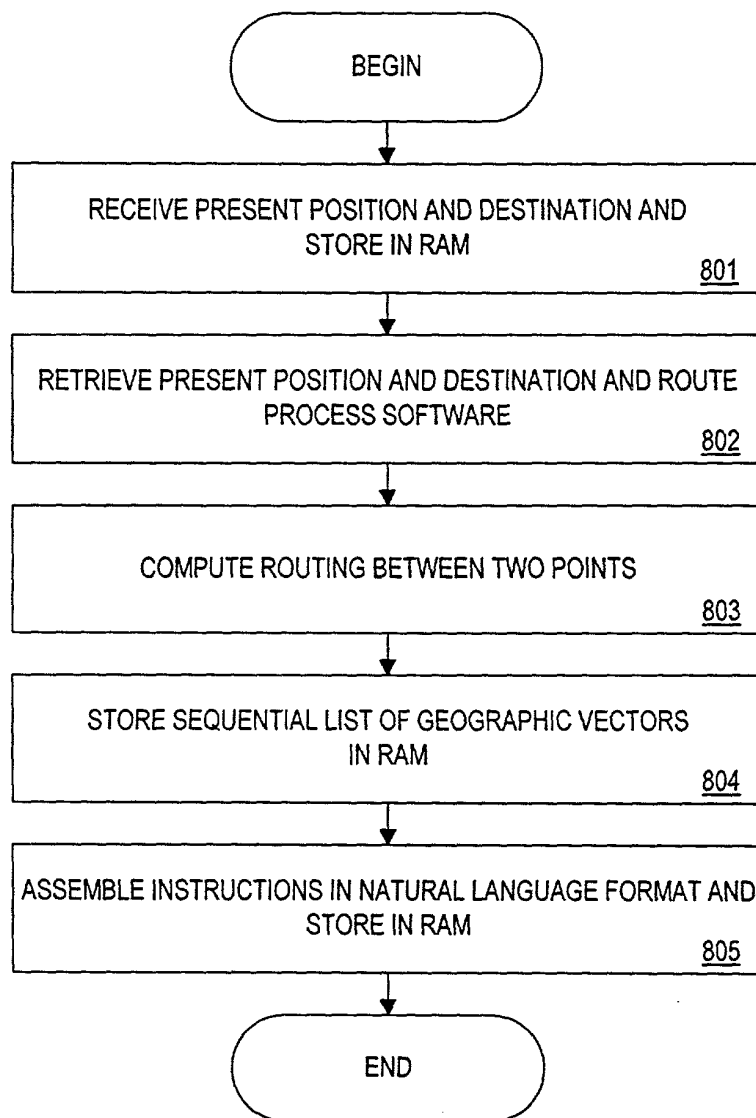 BEGIN
RECEIVE PRESENT POSITION AND DESTINATION AND
STORE IN RAM
801
RETRIEVE PRESENT POSITION AND DESTINATION AND ROUTE
PROCESS SOFTWARE
802
COMPUTE ROUTING BETWEEN TWO POINTS
803
STORE SEQUENTIAL LIST OF GEOGRAPHIC VECTORS
IN RAM
804
ASSEMBLE INSTRUCTIONS IN NATURAL LANGUAGE FORMAT AND
STORE IN RAM
805
END